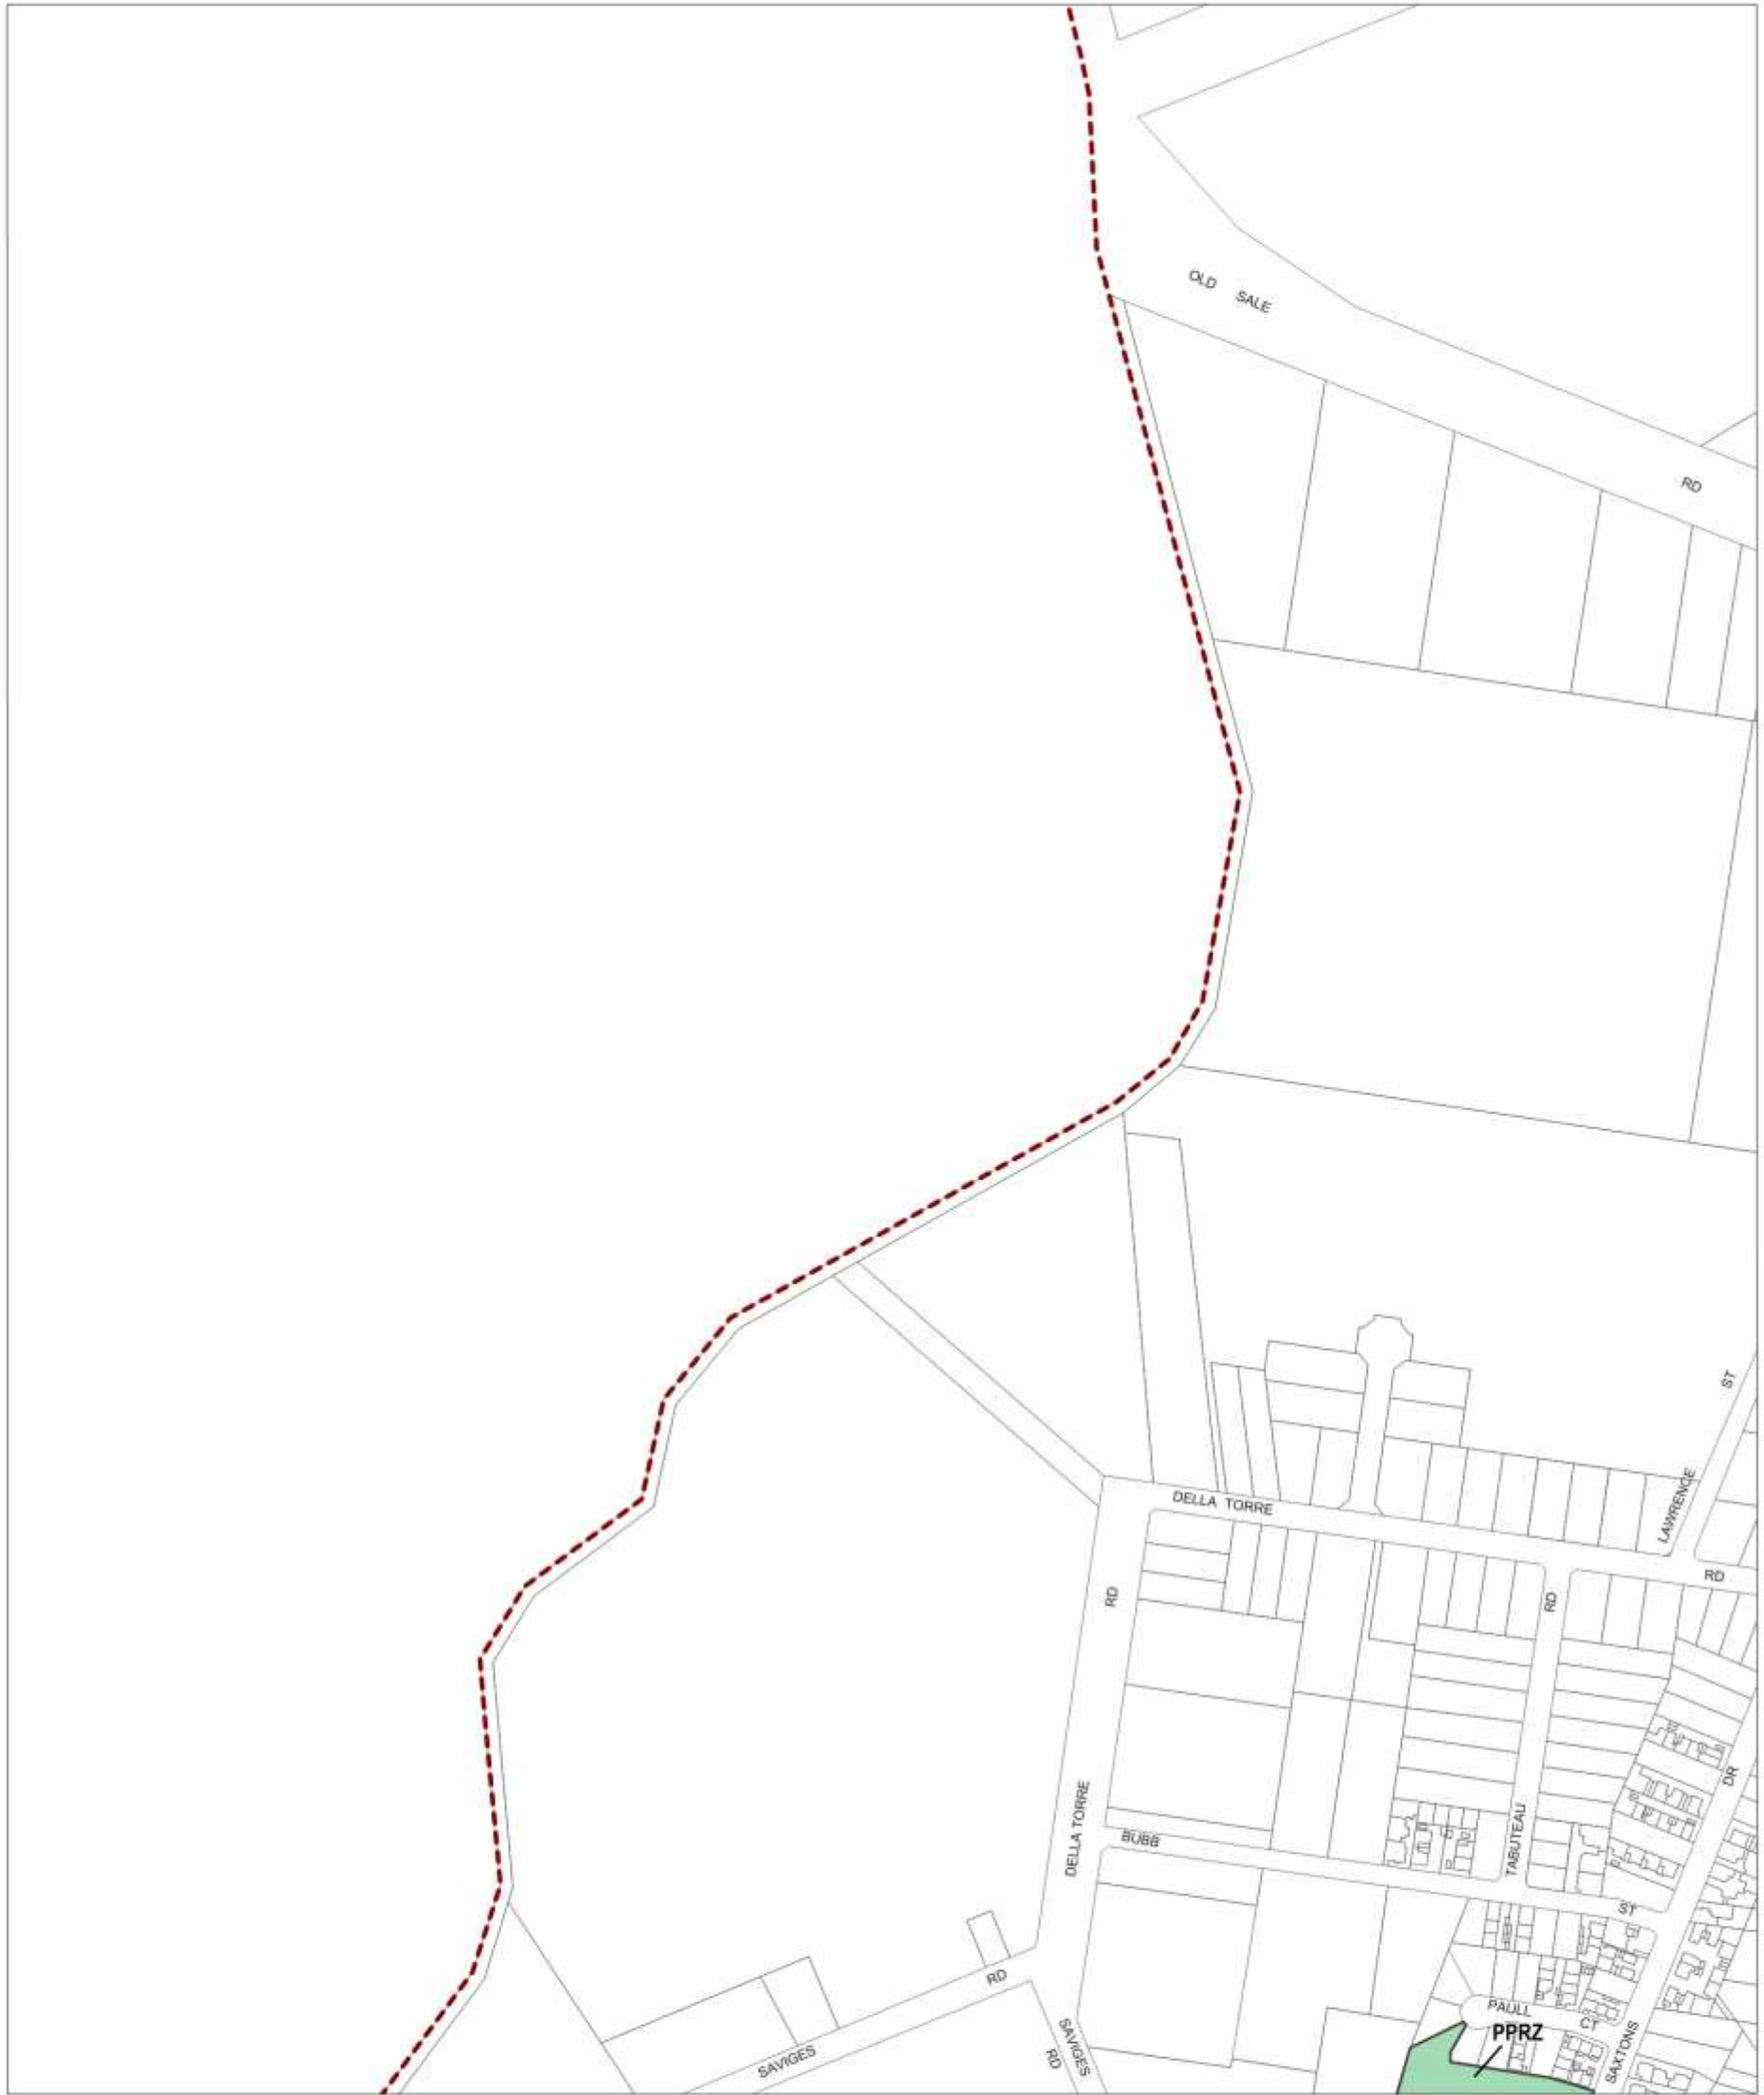 OLD SALE
RD
ST
LAWRENCE
DELLA TORRE
RD
RD
RD
DR
DELLA TORRE
TABUTEAU
BUBB
ST
RD
PAULL
CT
PPRZ
SAXTONS
SAVIGES
SAVIGES
RD